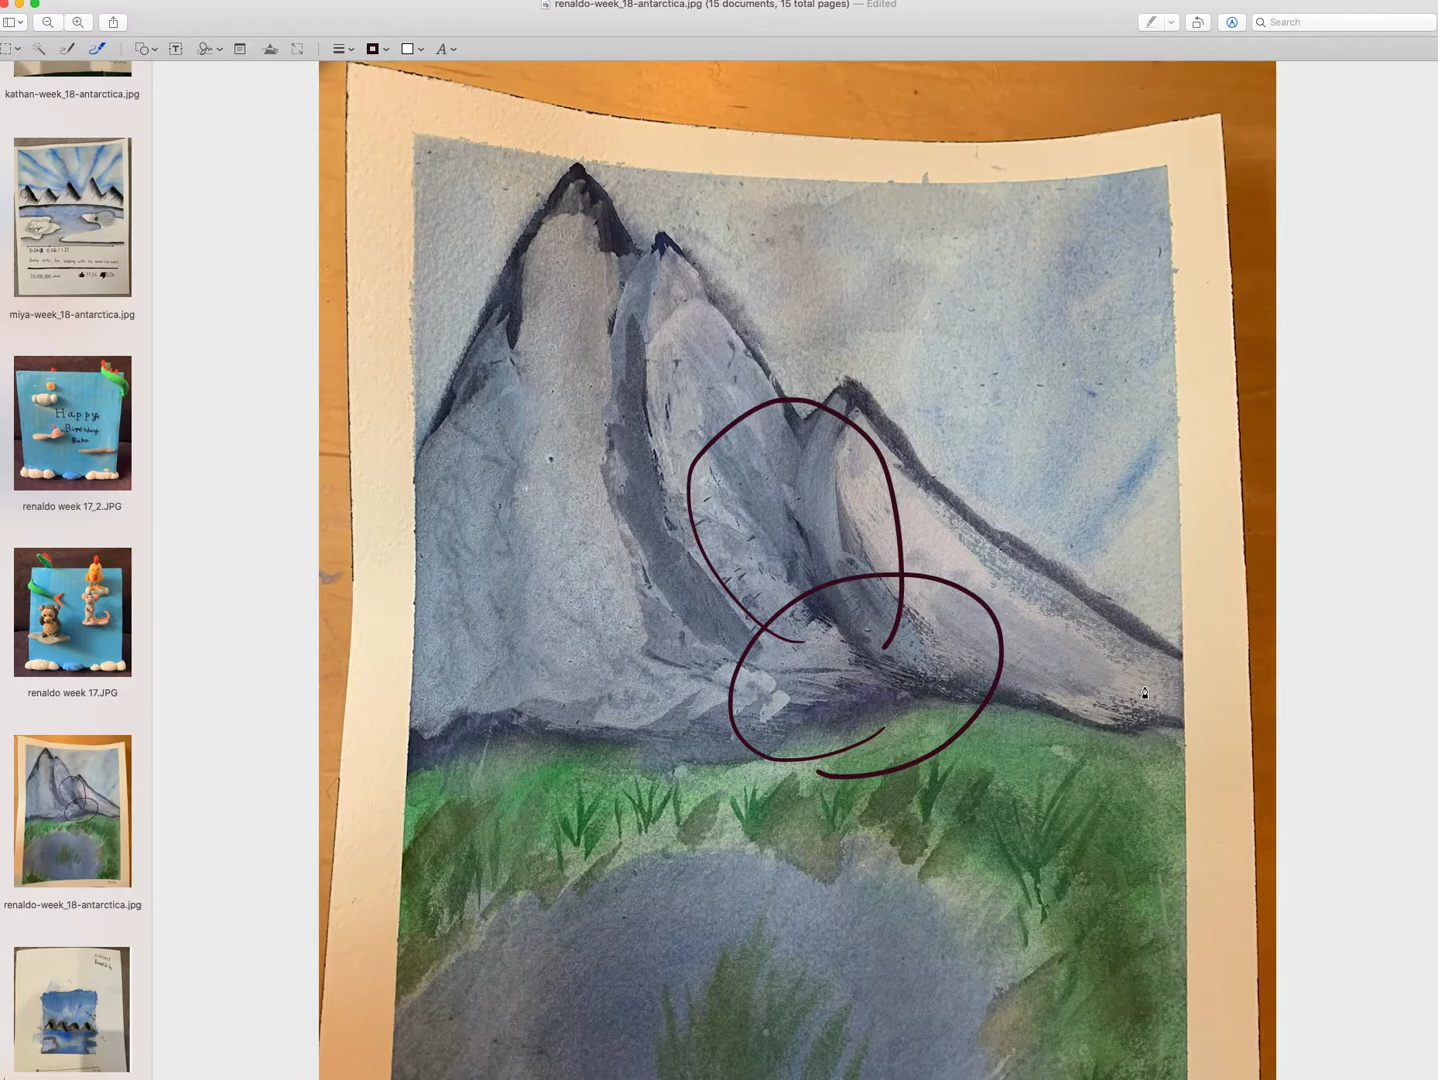 renaldo-week_18-antarctica.jpg (15 documents, 15 total pages) — Edited
Search
kathan-week_18-antarctica.jpg
miya-week_18-antarctica.jpg
Happy
Birthday
renaldo week 17_2.JPG
renaldo week 17.JPG
renaldo-week_18-antarctica.jpg